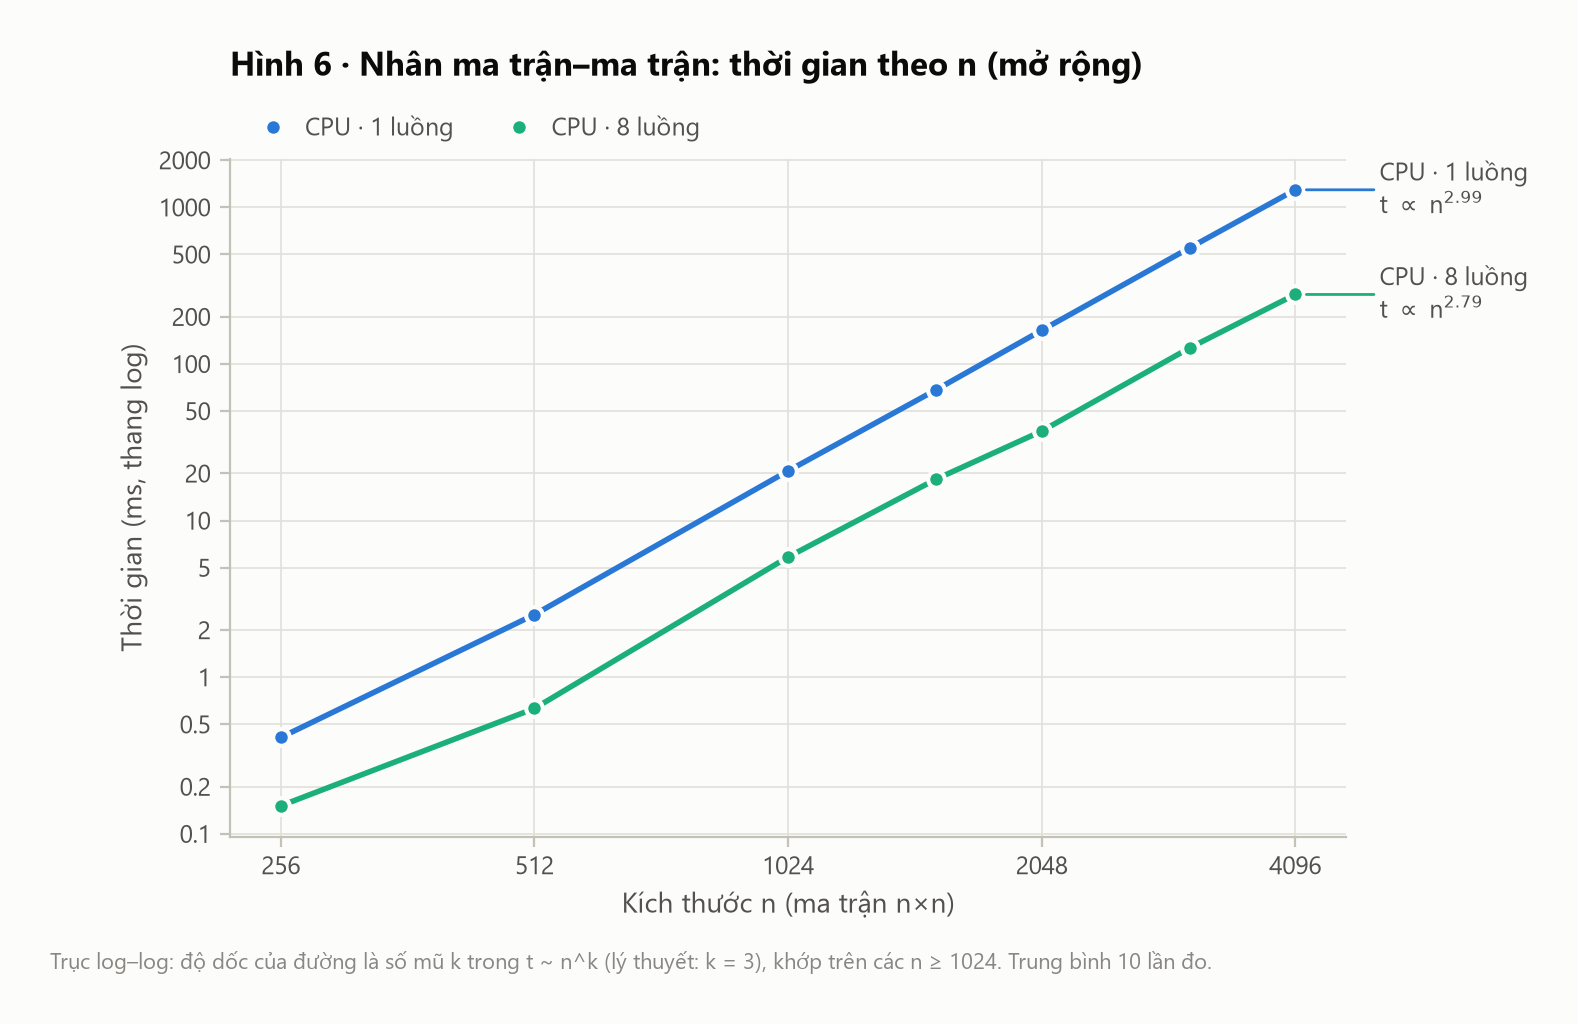 Hình 6 · Nhân ma trận–ma trận: thời gian theo n (mở rộng)
CPU · 1 luồng
CPU · 8 luồng
2000
1000
500
200
100
50
20
10
5
2
1
0.5
0.2
0.1
Thời gian (ms, thang log)
CPU · 1 luồng
t ∝ n^2.99
CPU · 8 luồng
t ∝ n^2.79
256
512
1024
2048
4096
Kích thước n (ma trận n×n)
Trục log–log: độ dốc của đường là số mũ k trong t ~ n^k (lý thuyết: k = 3), khớp trên các n ≥ 1024. Trung bình 10 lần đo.